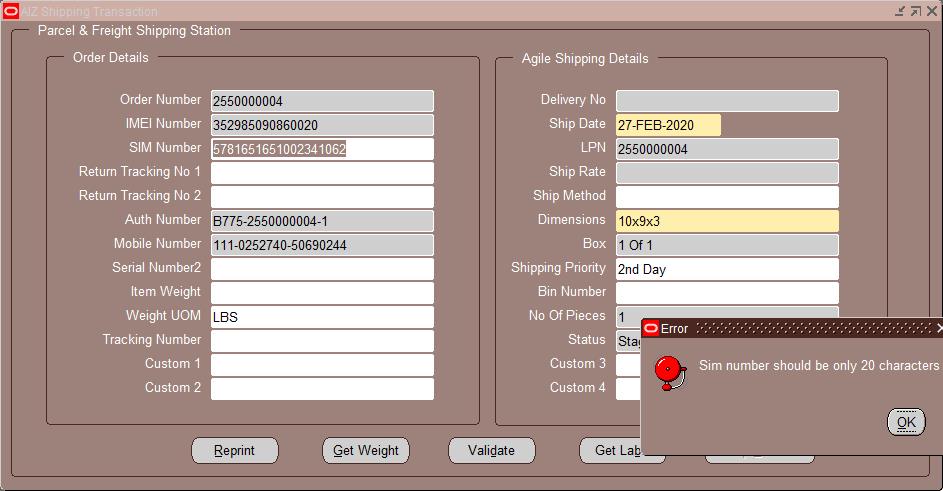 AIZ Shipping Transaction
Parcel & Freight Shipping Station
Order Details
Order Number 2550000004
IMEI Number 352985090860020
SIM Number 5781651651002341062
Return Tracking No 1
Return Tracking No 2
Auth Number B775-2550000004-1
Mobile Number 111-0252740-50690244
Serial Number2
Item Weight
Weight UOM LBS
Tracking Number
Custom 1
Custom 2
Agile Shipping Details
Delivery No
Ship Date 27-FEB-2020
LPN 2550000004
Ship Rate
Ship Method
Dimensions 10x9x3
Box 1 Of 1
Shipping Priority 2nd Day
Bin Number
No Of Pieces 1
Status Stag
Custom 3
Custom 4
Error
Sim number should be only 20 characters
OK
Reprint
Get Weight
Validate
Get Lab